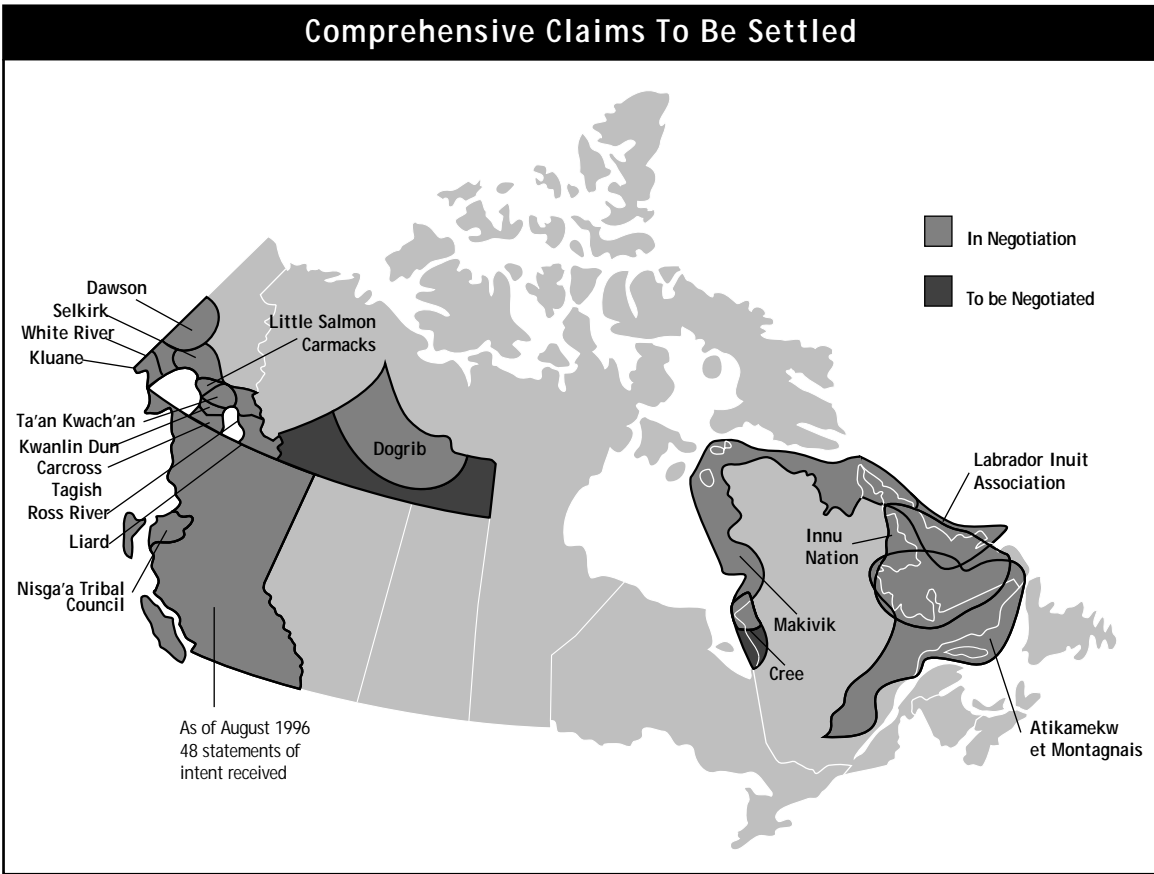 Comprehensive Claims To Be Settled
In Negotiation
To be Negotiated
Dawson
Selkirk
White River
Kluane
Little Salmon
Carmacks
Ta'an Kwach'an
Kwanlin Dun
Carcross
Tagish
Ross River
Liard
Nisga'a Tribal
Council
Dogrib
As of August 1996
48 statements of
intent received
Labrador Inuit
Association
Innu
Nation
Makivik
Cree
Atikamekw
et Montagnais